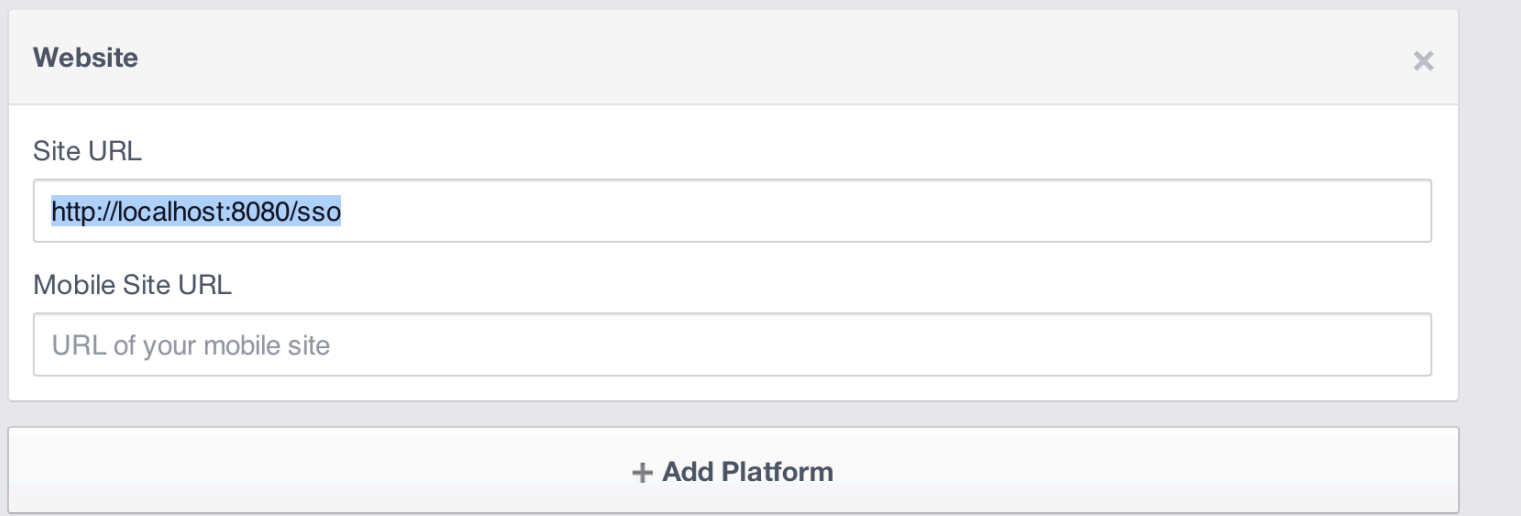 Website
Site URL
http://localhost:8080/sso
Mobile Site URL
URL of your mobile site
+ Add Platform